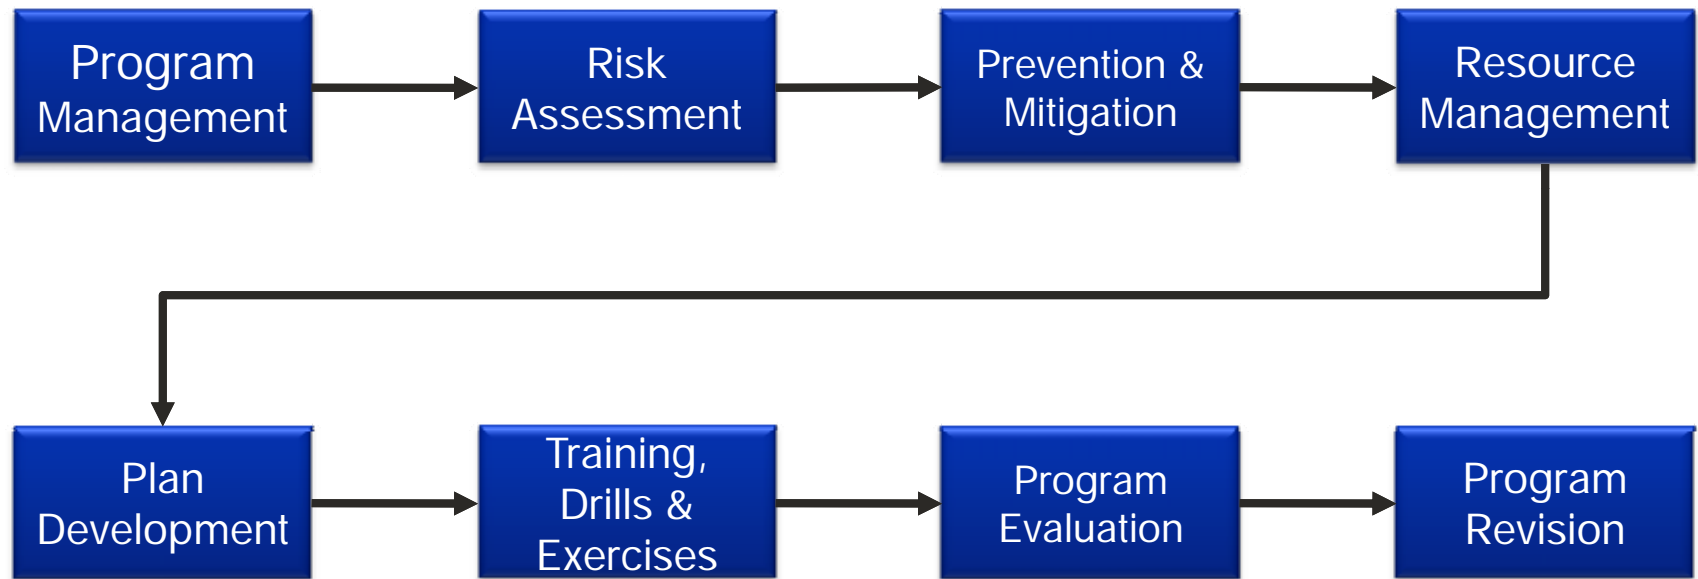 Program
Management
Risk
Assessment
Prevention &
Mitigation
Resource
Management
Plan
Development
Training,
Drills &
Exercises
Program
Evaluation
Program
Revision